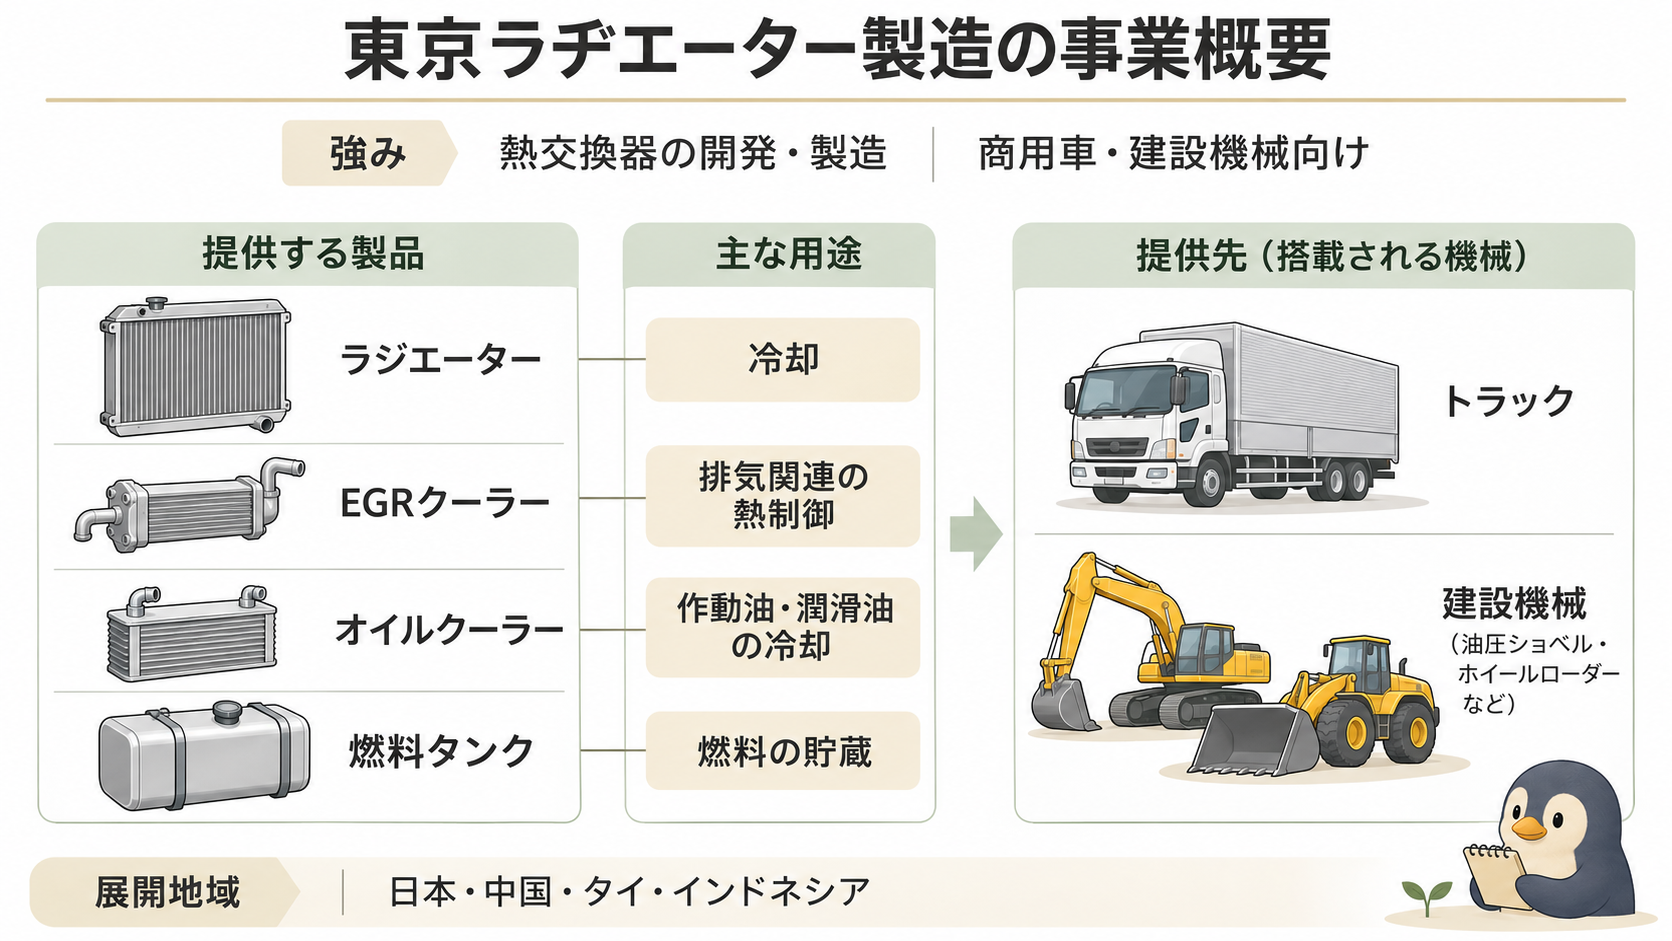 東京ラヂエーター製造の事業概要
強み
熱交換器の開発・製造
商用車・建設機械向け
提供する製品
主な用途
提供先（搭載される機械）
ラジエーター
冷却
EGRクーラー
排気関連の
熱制御
オイルクーラー
作動油・潤滑油
の冷却
燃料タンク
燃料の貯蔵
トラック
建設機械
（油圧ショベル・
ホイールローダー
など）
展開地域
日本・中国・タイ・インドネシア